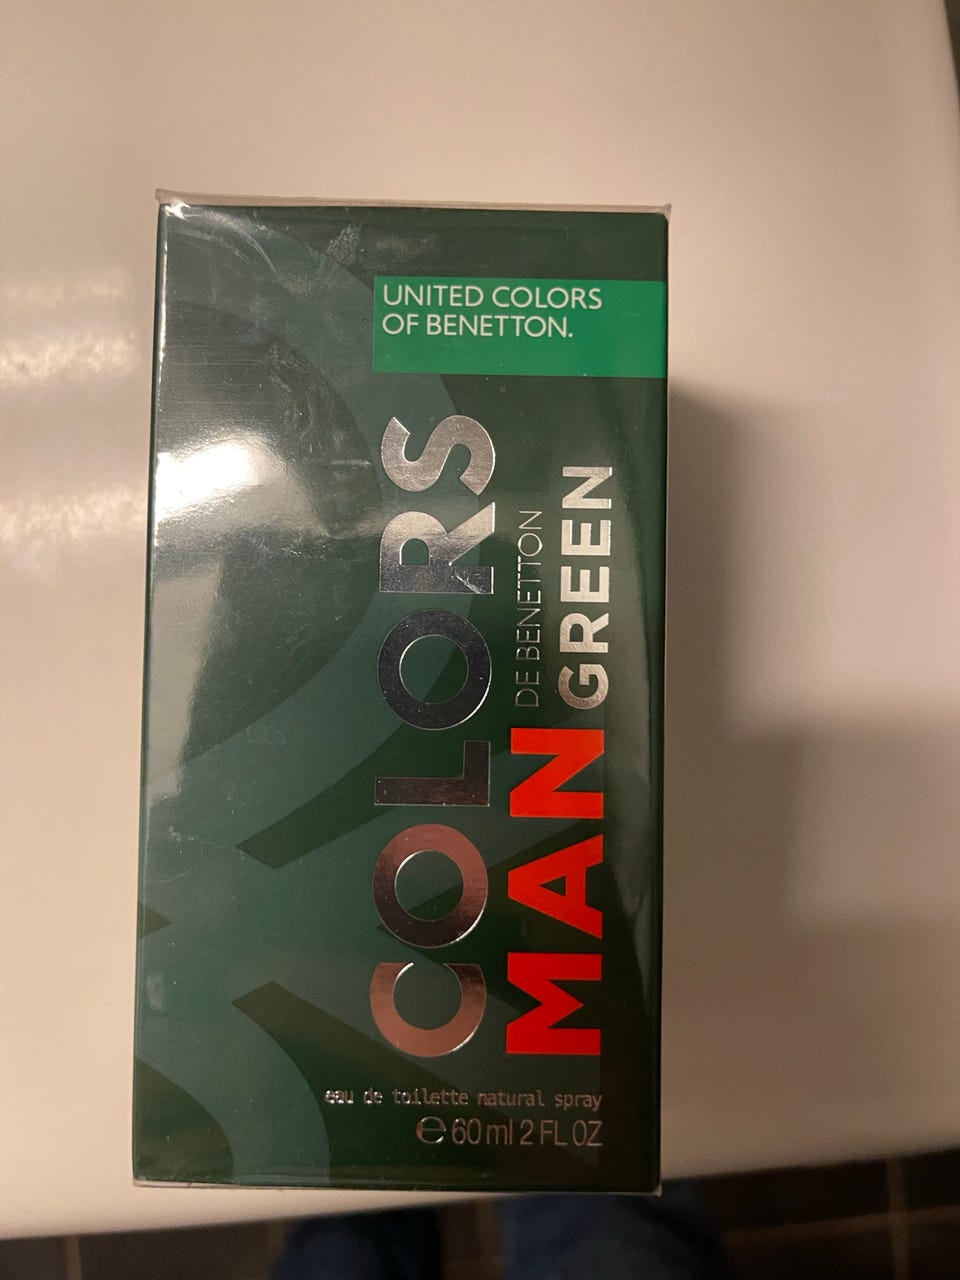 UNITED COLORS
OF BENETTON.
COLORS
MAN
DE BENETTON
GREEN
eau de toilette natural spray
℮ 60 ml 2 FL OZ